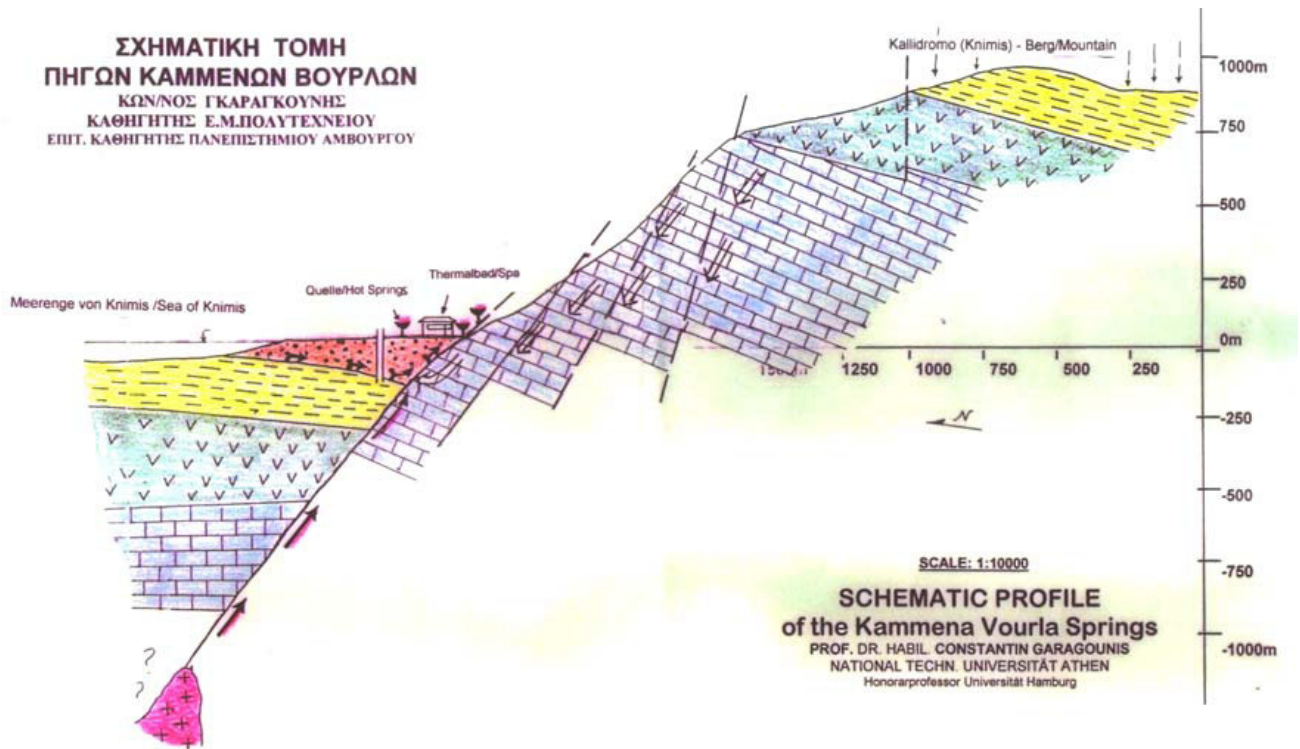 ΣΧΗΜΑΤΙΚΗ ΤΟΜΗ
ΠΗΓΩΝ ΚΑΜΜΕΝΩΝ ΒΟΥΡΛΩΝ
ΚΩΝ/ΝΟΣ ΓΚΑΡΑΓΚΟΥΝΗΣ
ΚΑΘΗΓΗΤΗΣ Ε.Μ.ΠΟΛΥΤΕΧΝΕΙΟΥ
ΕΠΙΤ. ΚΑΘΗΓΗΤΗΣ ΠΑΝΕΠΙΣΤΗΜΙΟΥ ΑΜΒΟΥΡΓΟΥ
Kallidromo (Knimis) - Berg/Mountain
1000m
750
500
250
0m
-250
-500
-750
-1000m
Thermalbad/Spa
Quelle/Hot Springs
Meerenge von Knimis /Sea of Knimis
1500 1250 1000 750 500 250
N
? 
?
SCALE: 1:10000
SCHEMATIC PROFILE
of the Kammena Vourla Springs
PROF. DR. HABIL. CONSTANTIN GARAGOUNIS
NATIONAL TECHN. UNIVERSITÄT ATHEN
Honorarprofessor Universität Hamburg